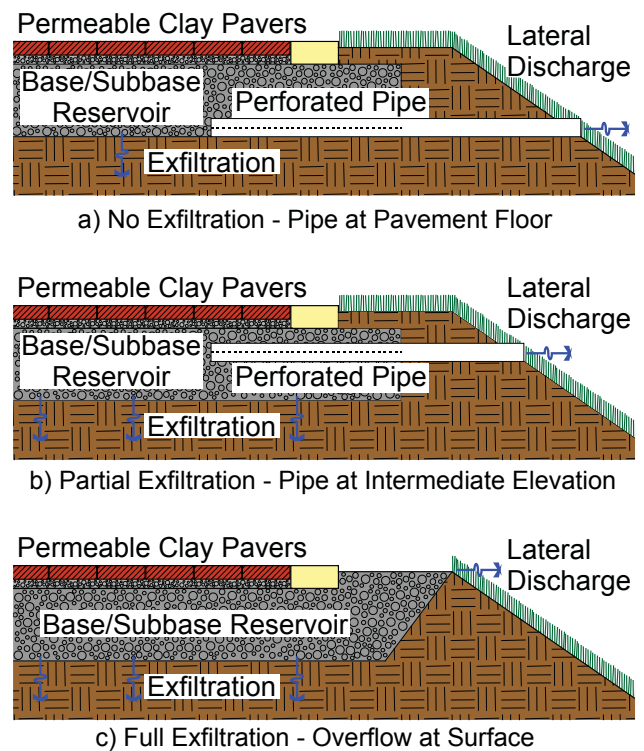 Permeable Clay Pavers
Lateral
Discharge
Base/Subbase
Reservoir
Perforated Pipe
Exfiltration
a) No Exfiltration - Pipe at Pavement Floor
Permeable Clay Pavers
Lateral
Discharge
Base/Subbase
Reservoir
Perforated Pipe
Exfiltration
b) Partial Exfiltration - Pipe at Intermediate Elevation
Permeable Clay Pavers
Lateral
Discharge
Base/Subbase Reservoir
Exfiltration
c) Full Exfiltration - Overflow at Surface